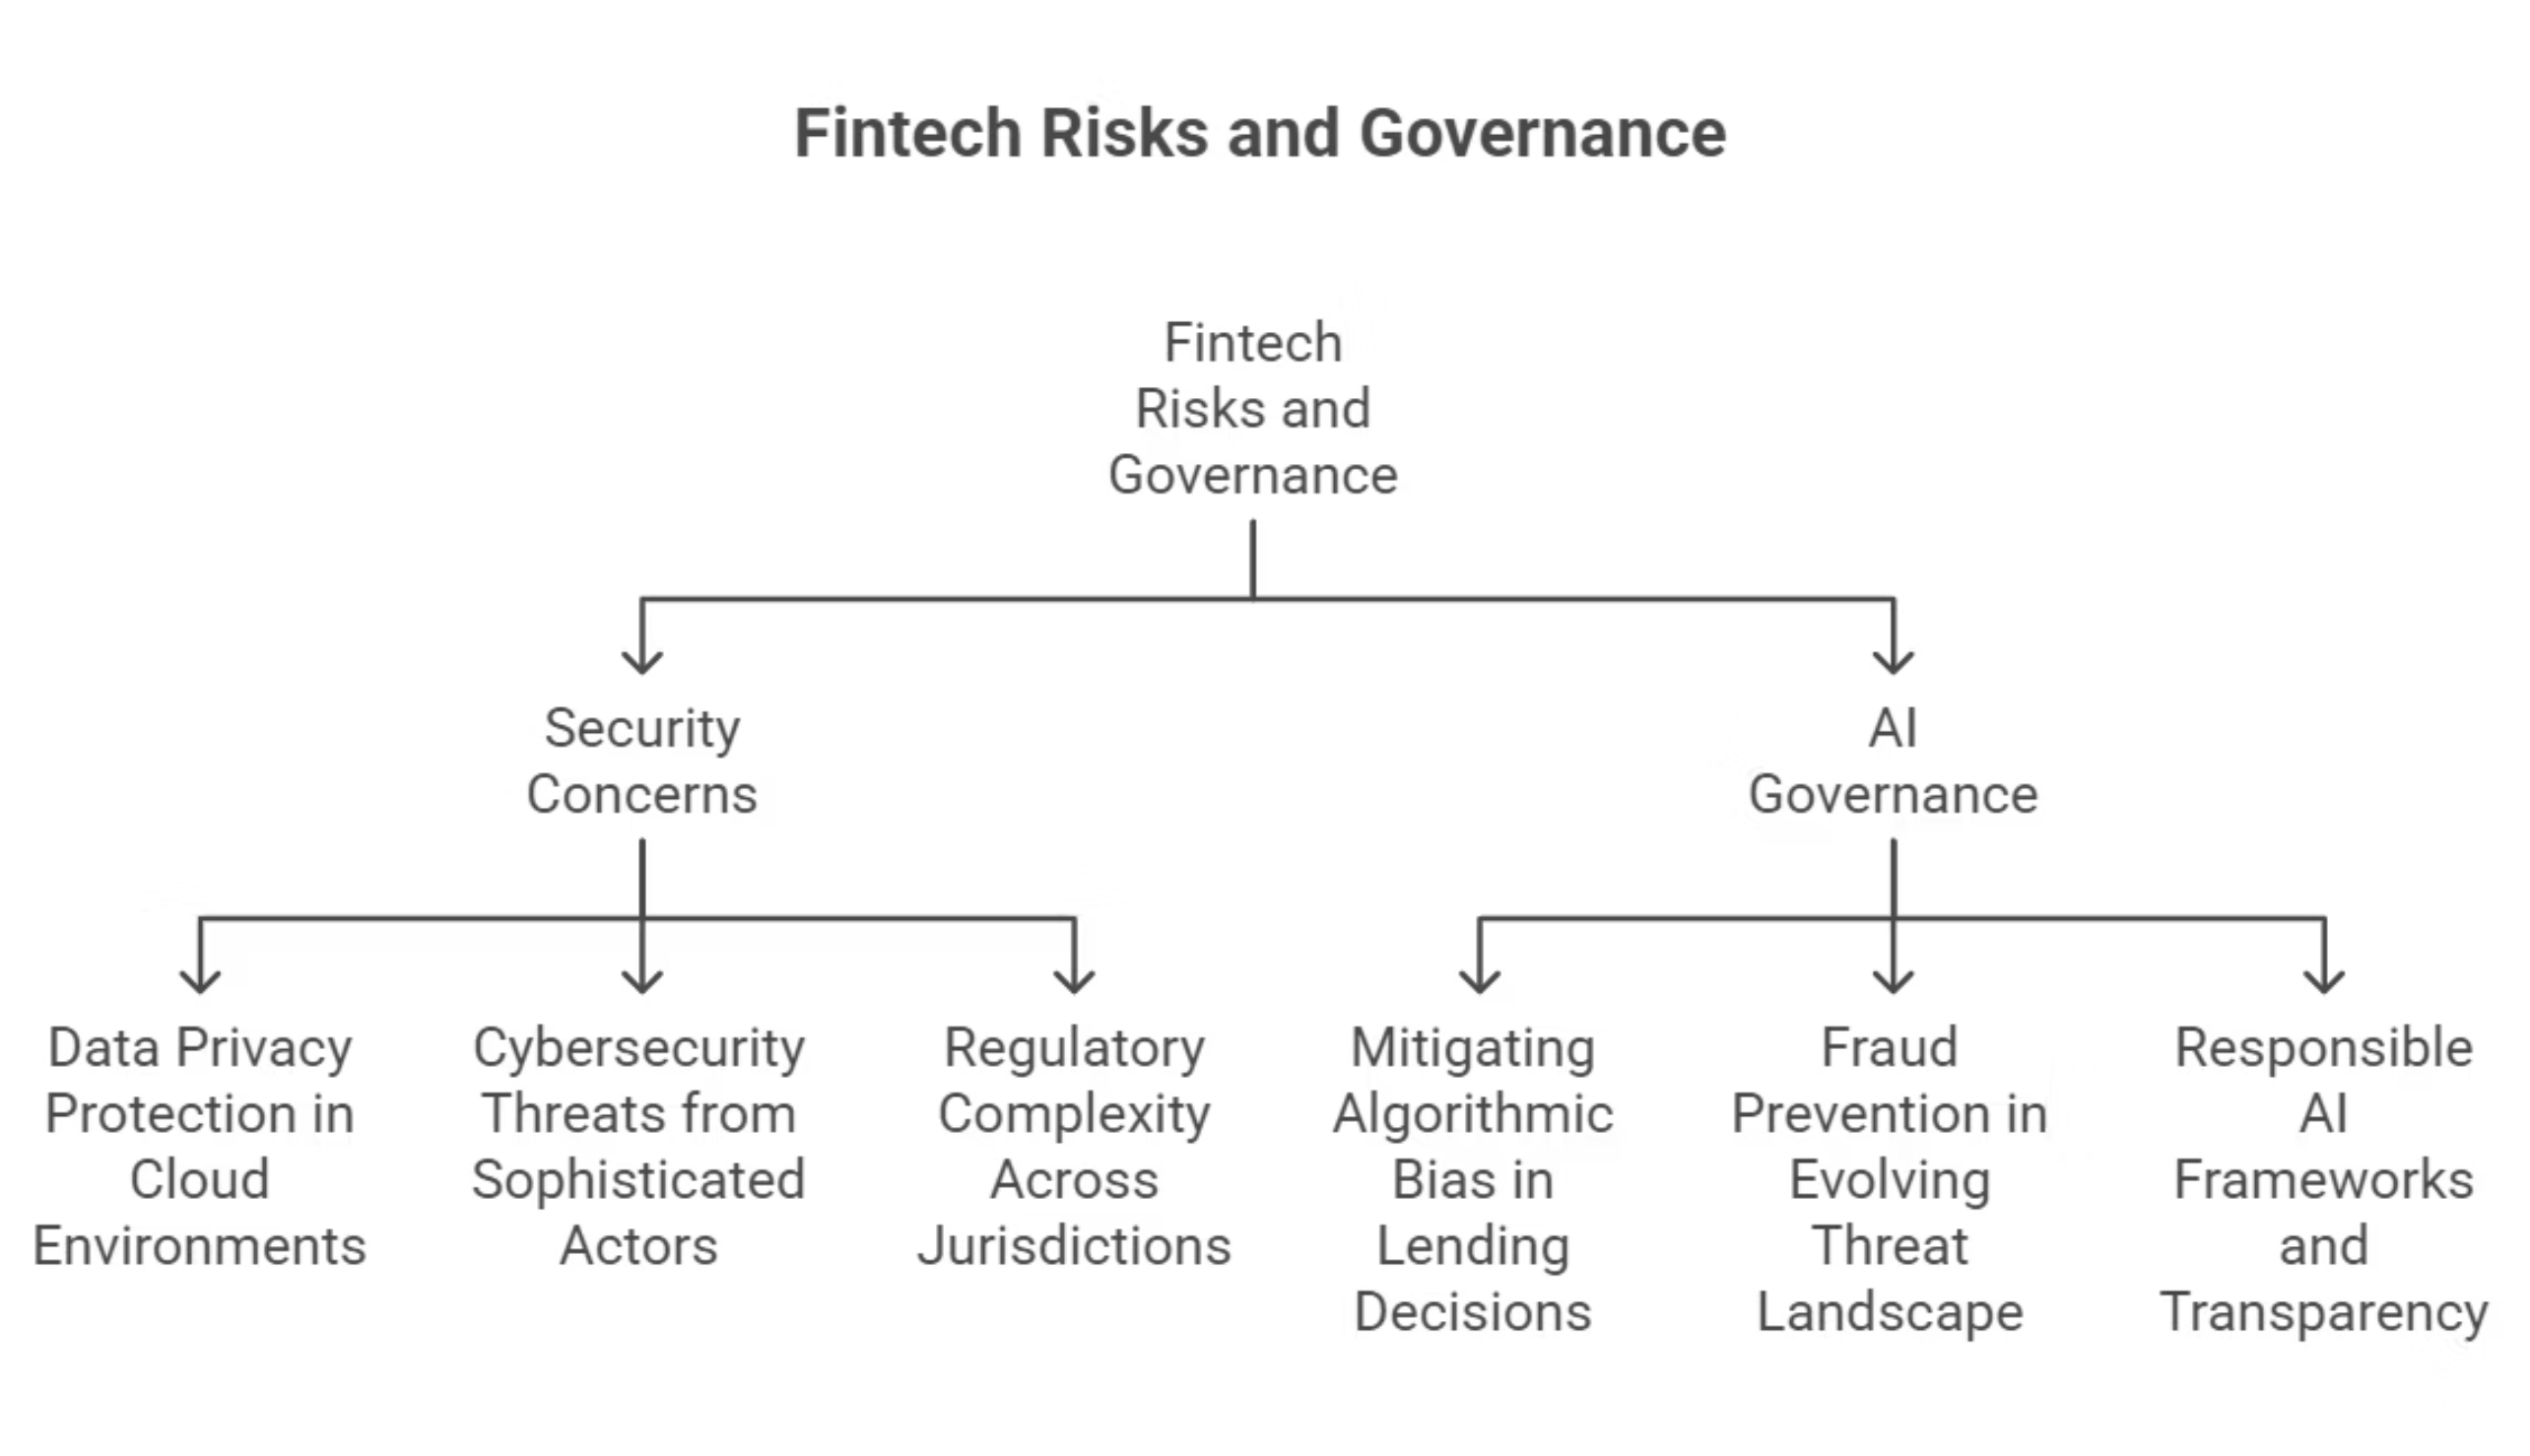 Fintech Risks and Governance
Fintech
Risks and
Governance
Security
Concerns
AI
Governance
Data Privacy
Protection in
Cloud
Environments
Cybersecurity
Threats from
Sophisticated
Actors
Regulatory
Complexity
Across
Jurisdictions
Mitigating
Algorithmic
Bias in
Lending
Decisions
Fraud
Prevention in
Evolving
Threat
Landscape
Responsible
AI
Frameworks
and
Transparency